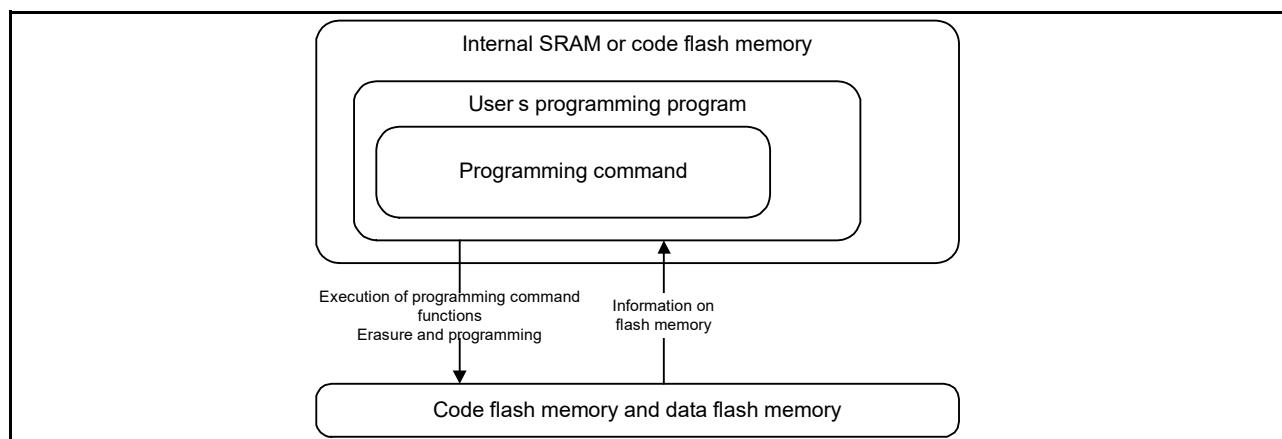 Internal SRAM or code flash memory
User s programming program
Programming command
Execution of programming command
functions
Erasure and programming
Information on
flash memory
Code flash memory and data flash memory